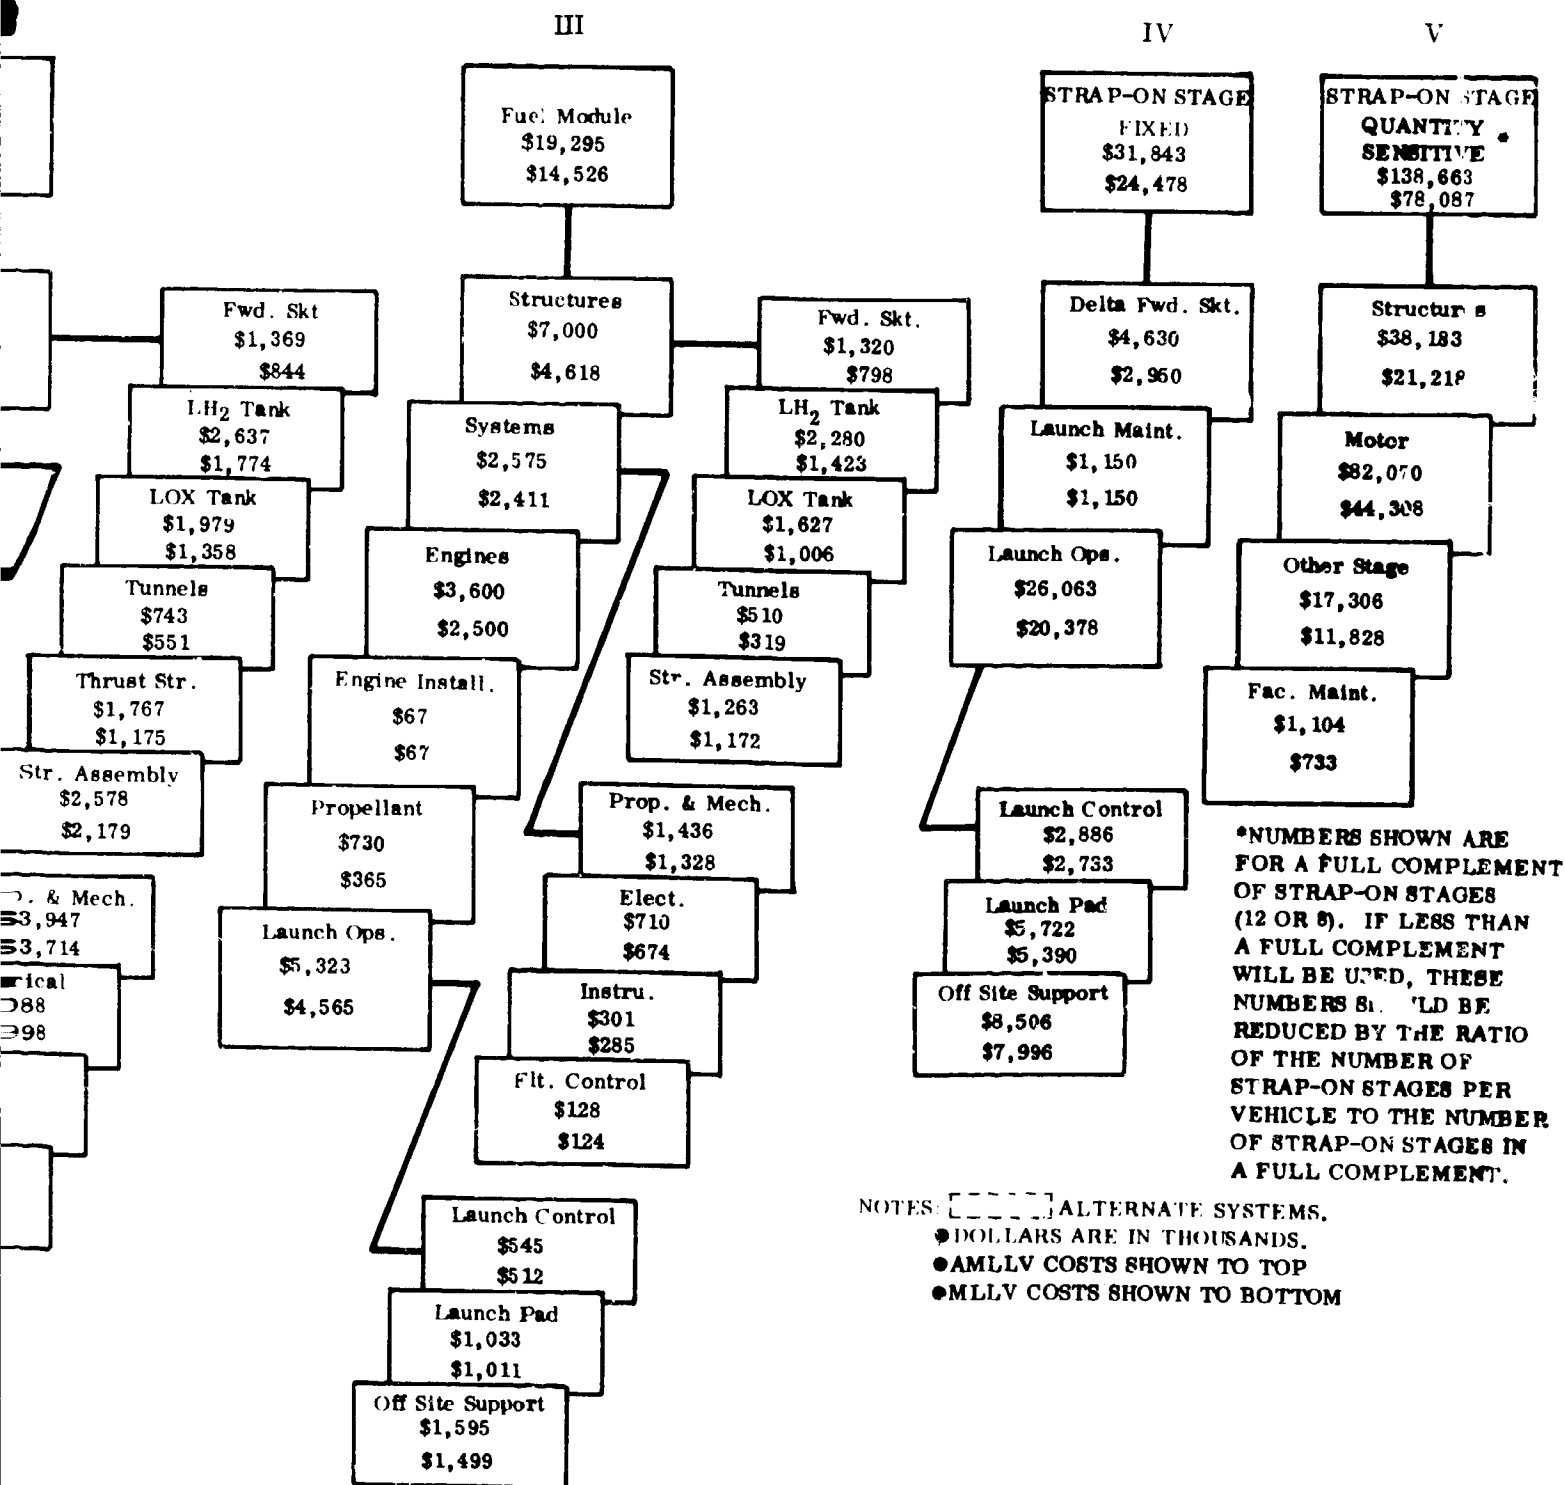 III
IV
V
Fuel Module
$19,295
$14,526
STRAP-ON STAGE
FIXED
$31,843
$24,478
STRAP-ON STAGE
QUANTITY *
SENSITIVE
$138,663
$78,087
Fwd. Skt
$1,369
$844
LH2 Tank
$2,637
$1,774
LOX Tank
$1,979
$1,358
Tunnels
$743
$551
Thrust Str.
$1,767
$1,175
Str. Assembly
$2,578
$2,179
& Mech.
3,947
3,714
rical
88
98
Structures
$7,000
$4,618
Systems
$2,575
$2,411
Engines
$3,600
$2,500
Engine Install.
$67
$67
Propellant
$730
$365
Launch Ops.
$5,323
$4,565
Fwd. Skt.
$1,320
$798
LH2 Tank
$2,280
$1,423
LOX Tank
$1,627
$1,006
Tunnels
$510
$319
Str. Assembly
$1,263
$1,172
Prop. & Mech.
$1,436
$1,328
Elect.
$710
$674
Instru.
$301
$285
Flt. Control
$128
$124
Launch Control
$545
$512
Launch Pad
$1,033
$1,011
Off Site Support
$1,595
$1,499
Delta Fwd. Skt.
$4,630
$2,950
Launch Maint.
$1,150
$1,150
Launch Ops.
$26,063
$20,378
Launch Control
$2,886
$2,733
Launch Pad
$5,722
$5,390
Off Site Support
$8,506
$7,996
Structures
$38,183
$21,218
Motor
$82,070
$44,308
Other Stage
$17,306
$11,828
Fac. Maint.
$1,104
$733
*NUMBERS SHOWN ARE
FOR A FULL COMPLEMENT
OF STRAP-ON STAGES
(12 OR 8). IF LESS THAN
A FULL COMPLEMENT
WILL BE USED, THESE
NUMBERS BE
REDUCED BY THE RATIO
OF THE NUMBER OF
STRAP-ON STAGES PER
VEHICLE TO THE NUMBER
OF STRAP-ON STAGES IN
A FULL COMPLEMENT.
NOTES: ALTERNATE SYSTEMS.
●DOLLARS ARE IN THOUSANDS.
●AMLLV COSTS SHOWN TO TOP
●MLLV COSTS SHOWN TO BOTTOM